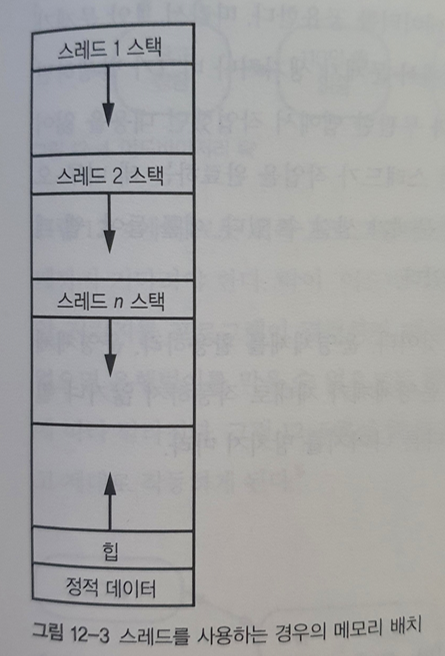 스레드 1 스택
스레드 2 스택
스레드 n 스택
힙
정적 데이터
그림 12-3 스레드를 사용하는 경우의 메모리 배치